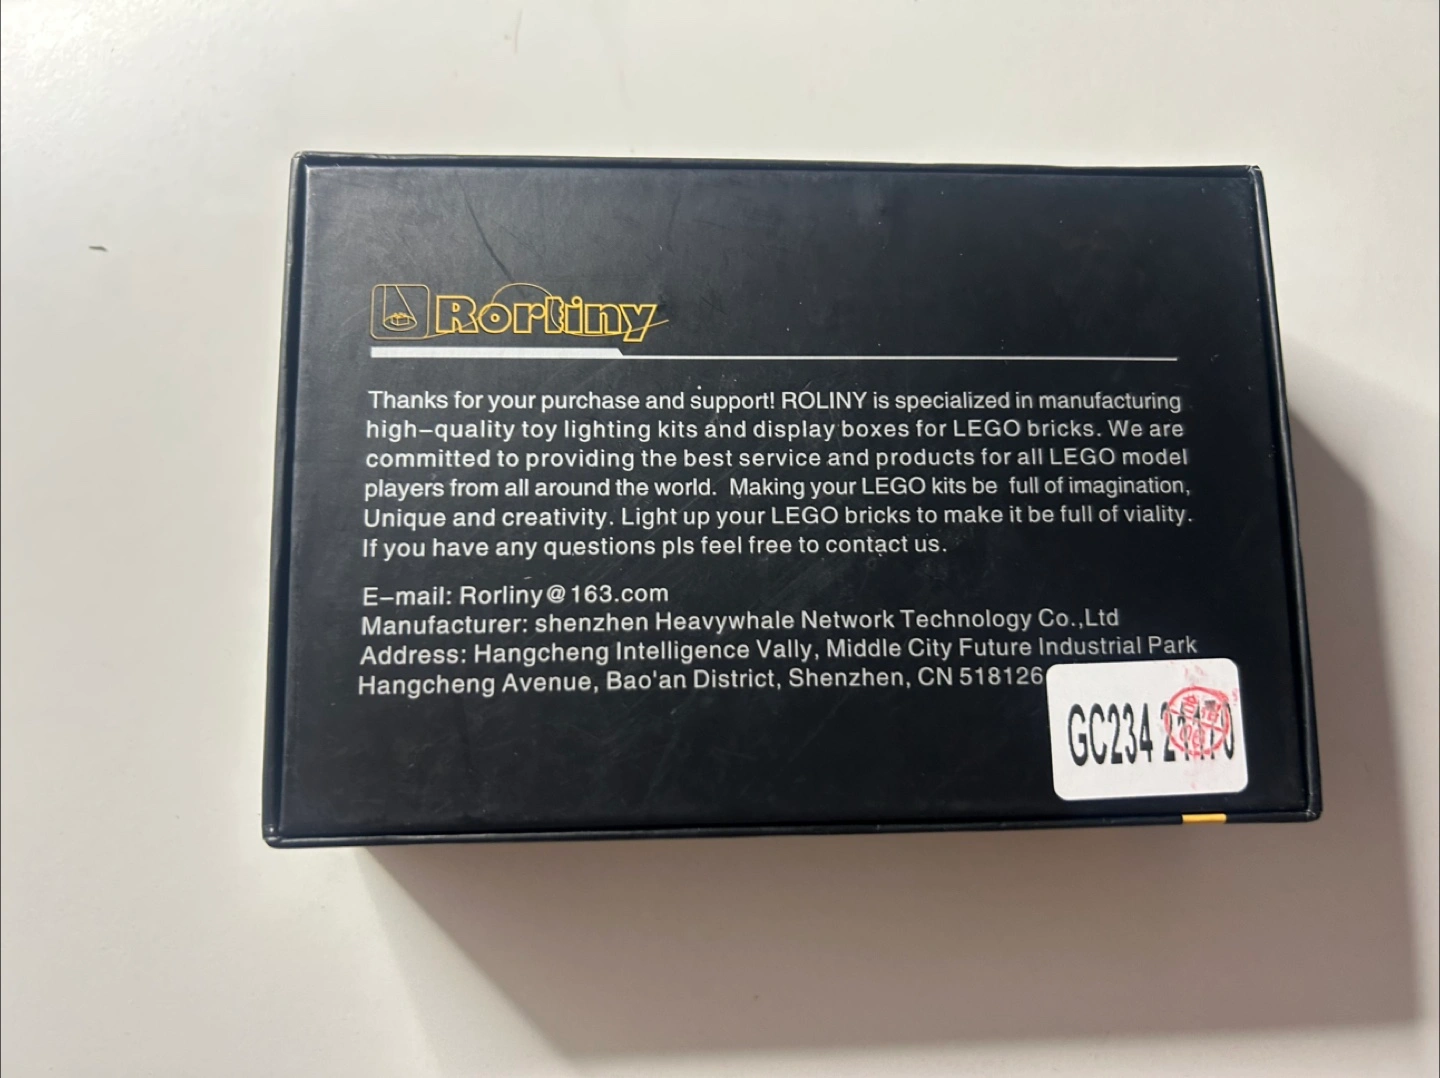 Rortiny
Thanks for your purchase and support! ROLINY is specialized in manufacturing
high–quality toy lighting kits and display boxes for LEGO bricks. We are
committed to providing the best service and products for all LEGO model
players from all around the world. Making your LEGO kits be full of imagination,
Unique and creativity. Light up your LEGO bricks to make it be full of viality.
If you have any questions pls feel free to contact us.
E–mail: Rorliny@163.com
Manufacturer: shenzhen Heavywhale Network Technology Co.,Ltd
Address: Hangcheng Intelligence Vally, Middle City Future Industrial Park
Hangcheng Avenue, Bao'an District, Shenzhen, CN 518126
GC234